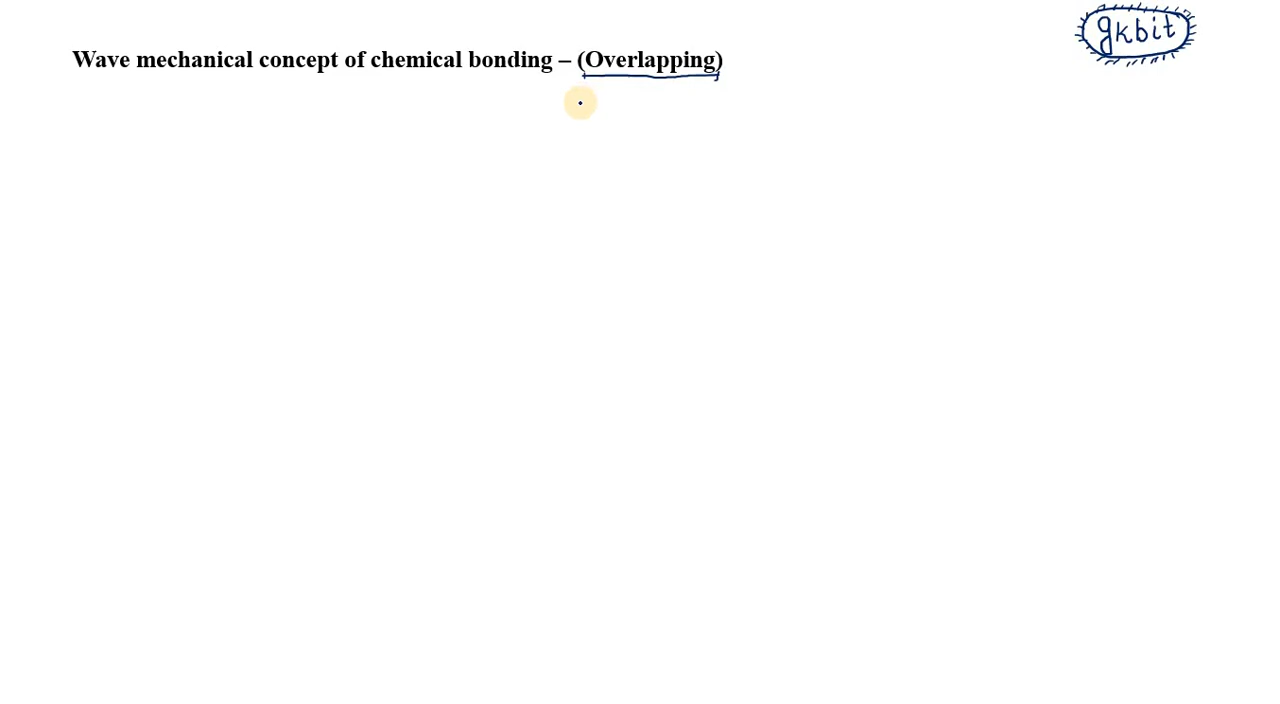 gkbit
Wave mechanical concept of chemical bonding – (Overlapping)